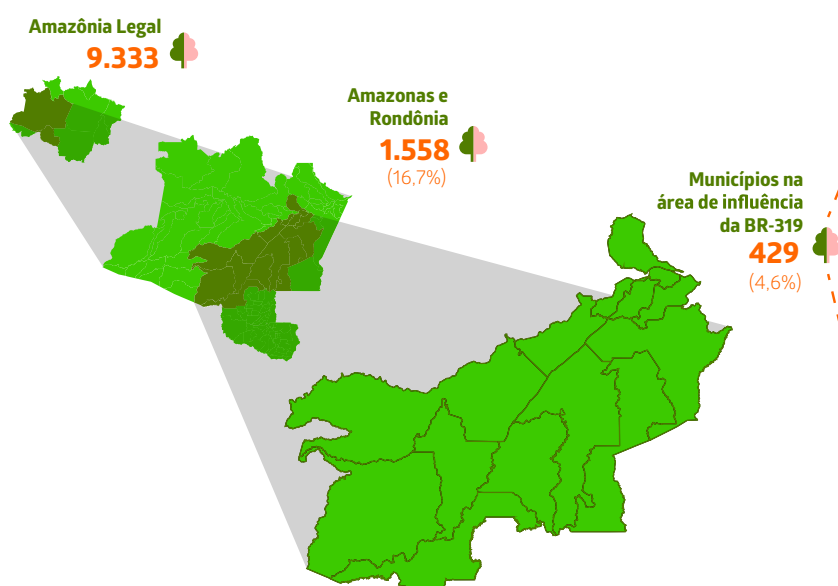 Amazônia Legal
9.333
Amazonas e
Rondônia
1.558
(16,7%)
Municípios na
área de influência
da BR-319
429
(4,6%)